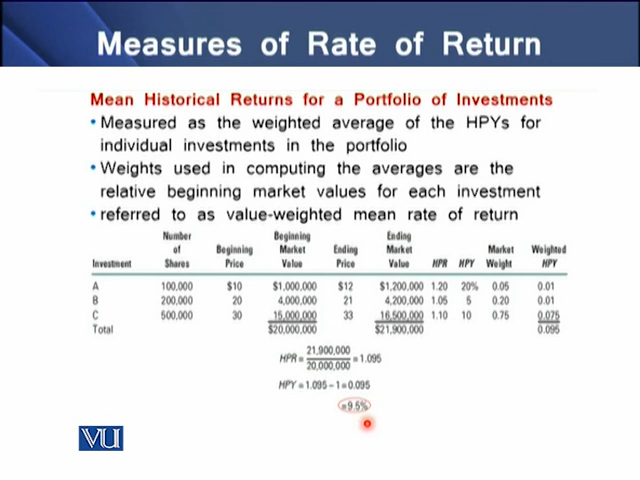 Measures of Rate of Return
Mean Historical Returns for a Portfolio of Investments
• Measured as the weighted average of the HPYs for
individual investments in the portfolio
• Weights used in computing the averages are the
relative beginning market values for each investment
• referred to as value-weighted mean rate of return
Investment Number of Shares Beginning Price Beginning Market Value Ending Price Ending Market Value HPR HPY Market Weight Weighted HPY
A 100,000 $10 $1,000,000 $12 $1,200,000 1.20 20% 0.05 0.01
B 200,000 20 4,000,000 21 4,200,000 1.05 5 0.20 0.01
C 500,000 30 15,000,000 33 16,500,000 1.10 10 0.75 0.075
Total $20,000,000 $21,900,000 0.095
HPR = 21,900,000 / 20,000,000 = 1.095
HPY = 1.095 – 1 = 0.095
= 9.5%
VU